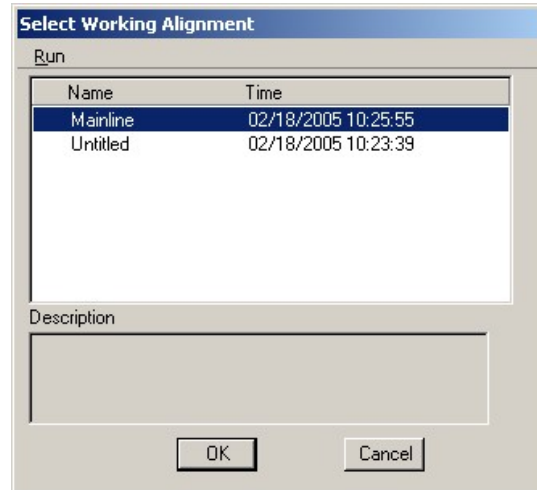 Select Working Alignment
Run
Name Time
Mainline 02/18/2005 10:25:55
Untitled 02/18/2005 10:23:39
Description
OK Cancel